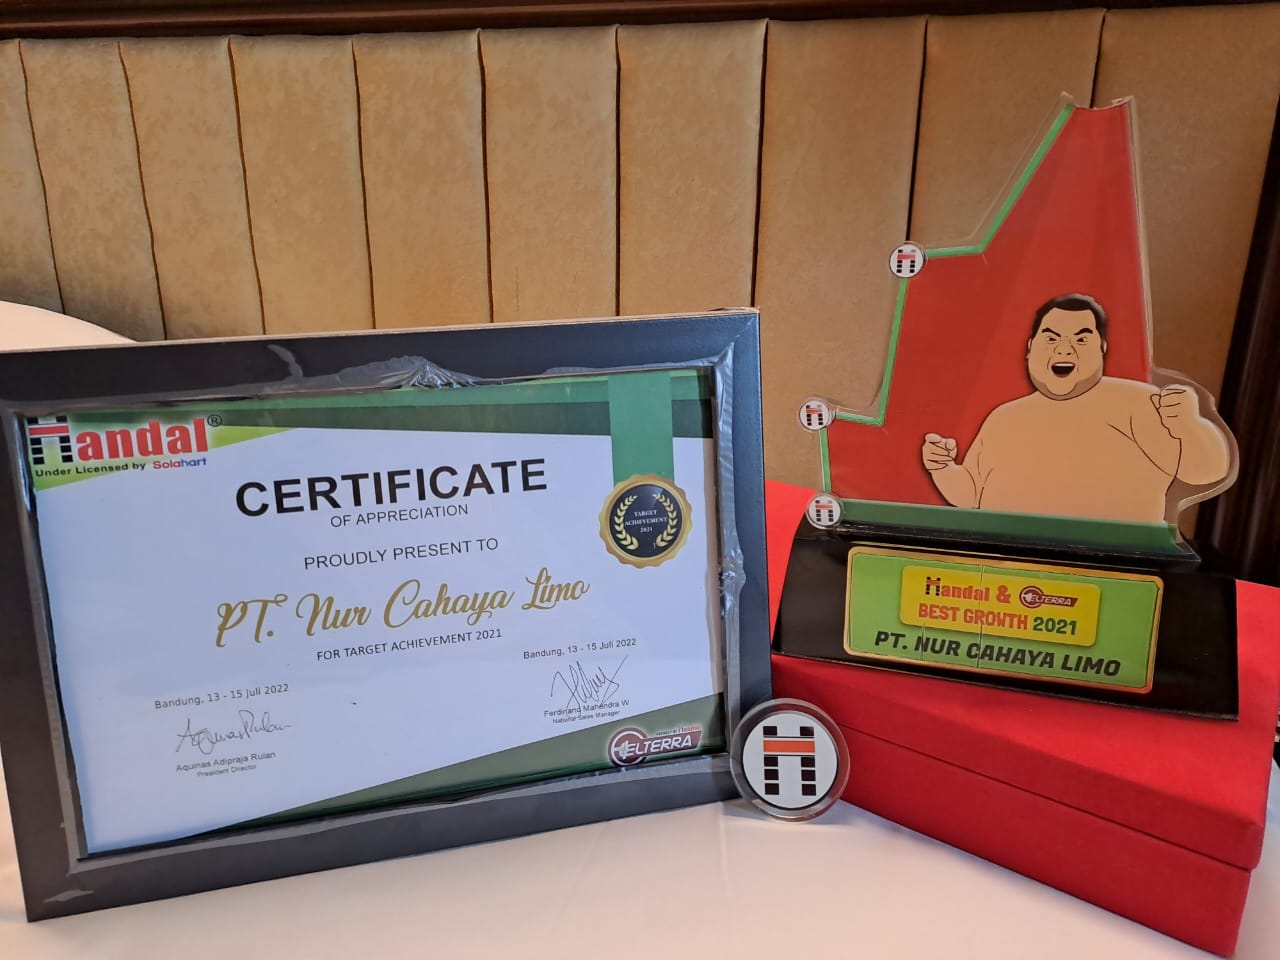 Handal®
Under Licensed by Solahart
CERTIFICATE
OF APPRECIATION
PROUDLY PRESENT TO
PT. Nur Cahaya Limo
FOR TARGET ACHIEVEMENT 2021
TARGET
ACHIEVEMENT
2021
Bandung, 13 - 15 Juli 2022
Aquinas Adipraja Rulan
President Director
Bandung, 13 - 15 Juli 2022
Ferdinand Mahendra W
National Sales Manager
ELTERRA
H
H
H
H
Handal & ELTERRA
BEST GROWTH 2021
PT. NUR CAHAYA LIMO